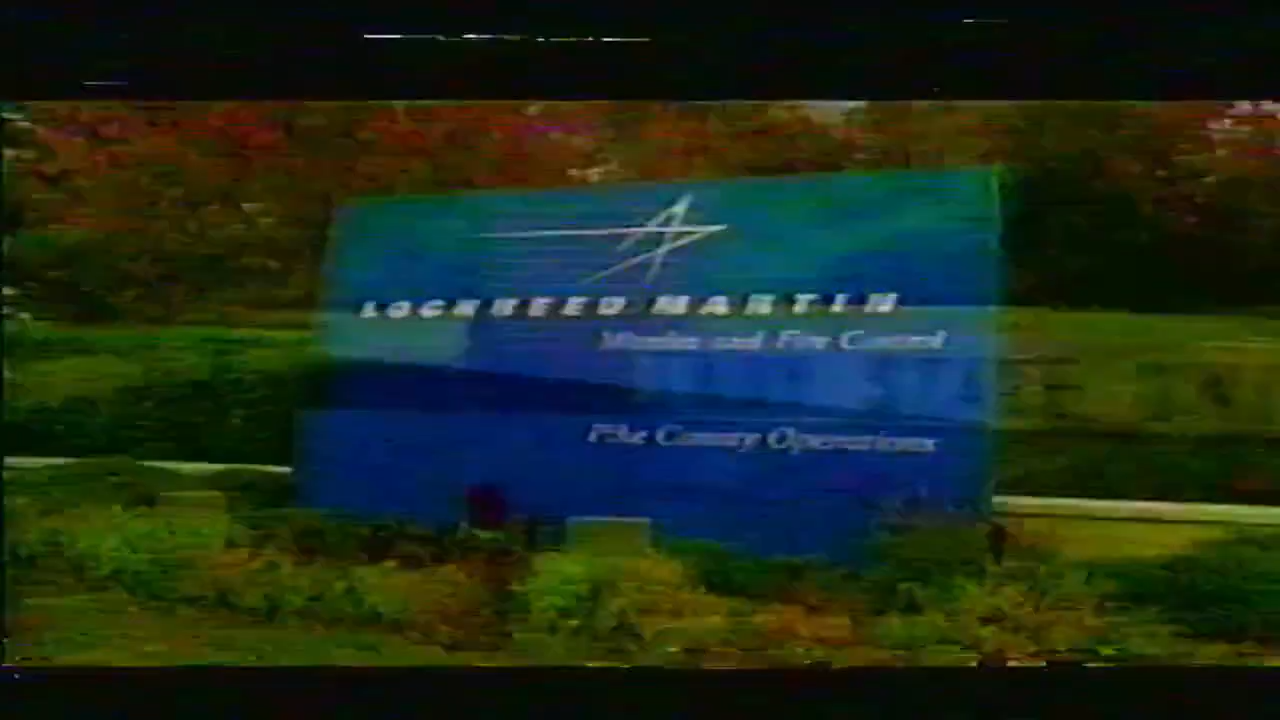 LOCKHEED MARTIN
Missiles and Fire Control
Pike County Operations